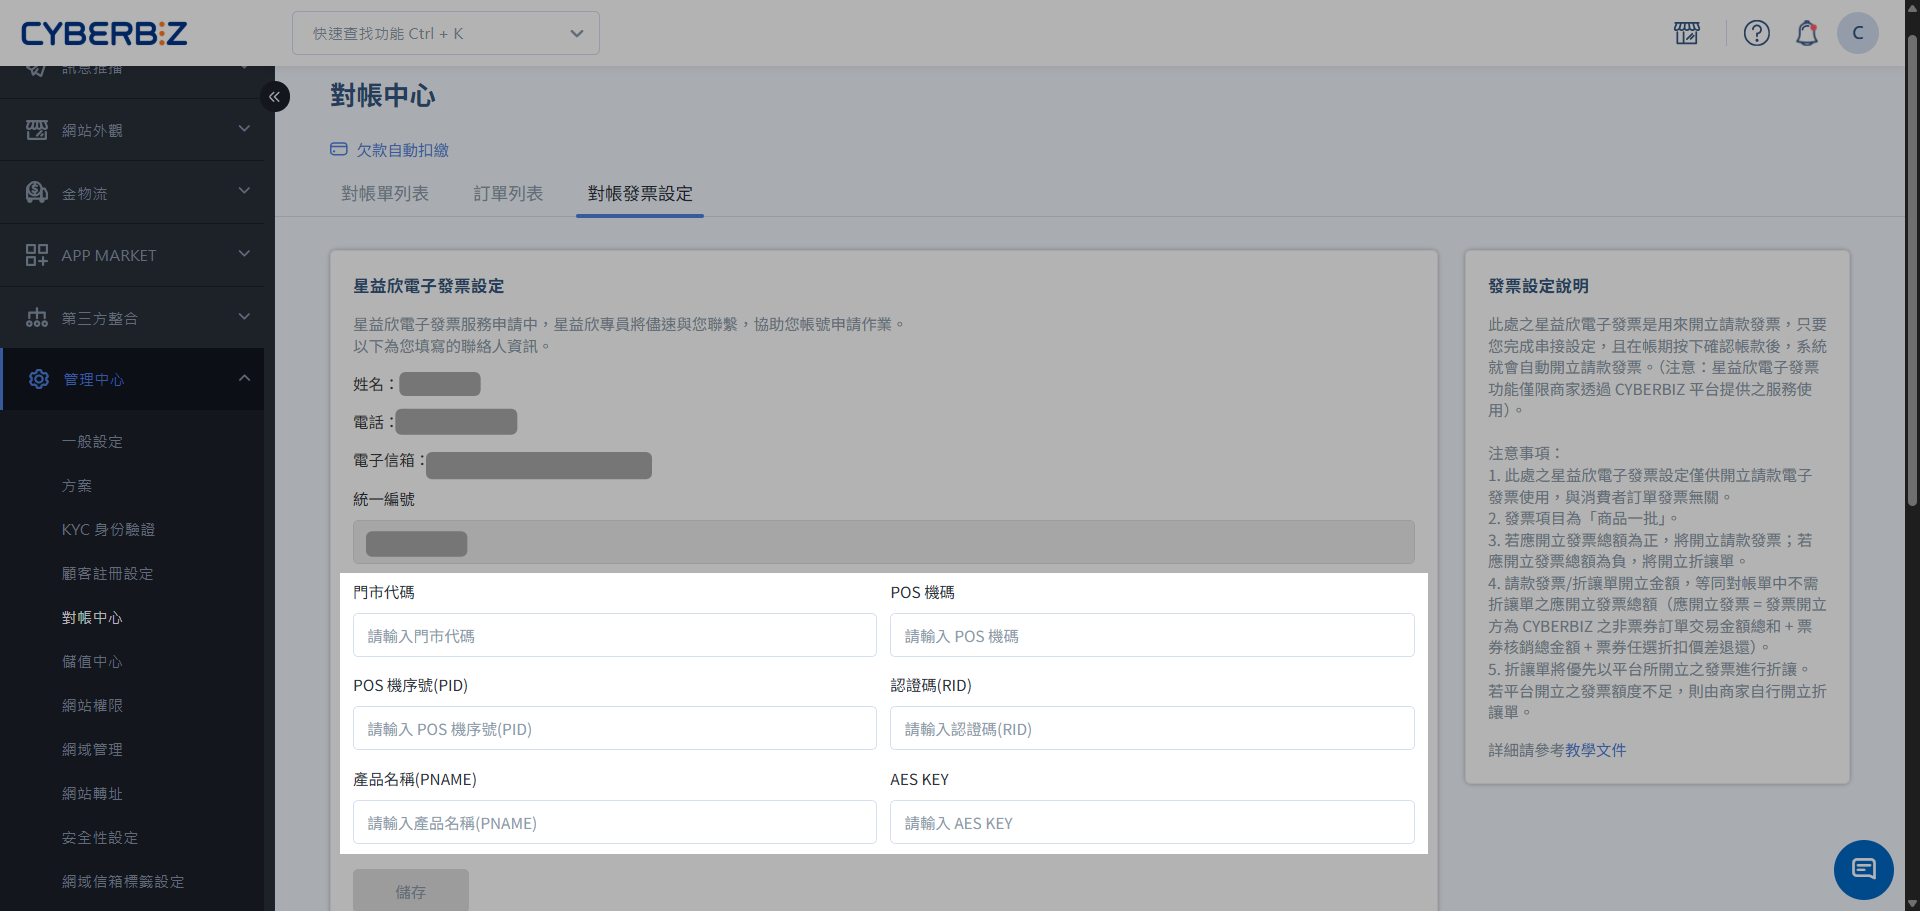 CYBERBIZ
快速查找功能 Ctrl + K
C
訊息推播
網站外觀
金物流
APP MARKET
第三方整合
管理中心
一般設定
方案
KYC 身份驗證
顧客註冊設定
對帳中心
儲值中心
網站權限
網域管理
網站轉址
安全性設定
網域信箱標籤設定
對帳中心
欠款自動扣繳
對帳單列表
訂單列表
對帳發票設定
星益欣電子發票設定
星益欣電子發票服務申請中，星益欣專員將儘速與您聯繫，協助您帳號申請作業。
以下為您填寫的聯絡人資訊。
姓名：
電話：
電子信箱：
統一編號
門市代碼
POS 機碼
請輸入門市代碼
請輸入 POS 機碼
POS 機序號(PID)
認證碼(RID)
請輸入 POS 機序號(PID)
請輸入認證碼(RID)
產品名稱(PNAME)
AES KEY
請輸入產品名稱(PNAME)
請輸入 AES KEY
儲存
發票設定說明
此處之星益欣電子發票是用來開立請款發票，只要
您完成串接設定，且在帳期按下確認帳款後，系統
就會自動開立請款發票。（注意：星益欣電子發票
功能僅限商家透過 CYBERBIZ 平台提供之服務使
用）。
注意事項：
1. 此處之星益欣電子發票設定僅供開立請款電子
發票使用，與消費者訂單發票無關。
2. 發票項目為「商品一批」。
3. 若應開立發票總額為正，將開立請款發票；若
應開立發票總額為負，將開立折讓單。
4. 請款發票/折讓單開立金額，等同對帳單中不需
折讓單之應開立發票總額（應開立發票 = 發票開立
方為 CYBERBIZ 之非票券訂單交易金額總和 + 票
券核銷總金額 + 票券任選折扣價差退還）。
5. 折讓單將優先以平台所開立之發票進行折讓。
若平台開立之發票額度不足，則由商家自行開立折
讓單。
詳細請參考教學文件